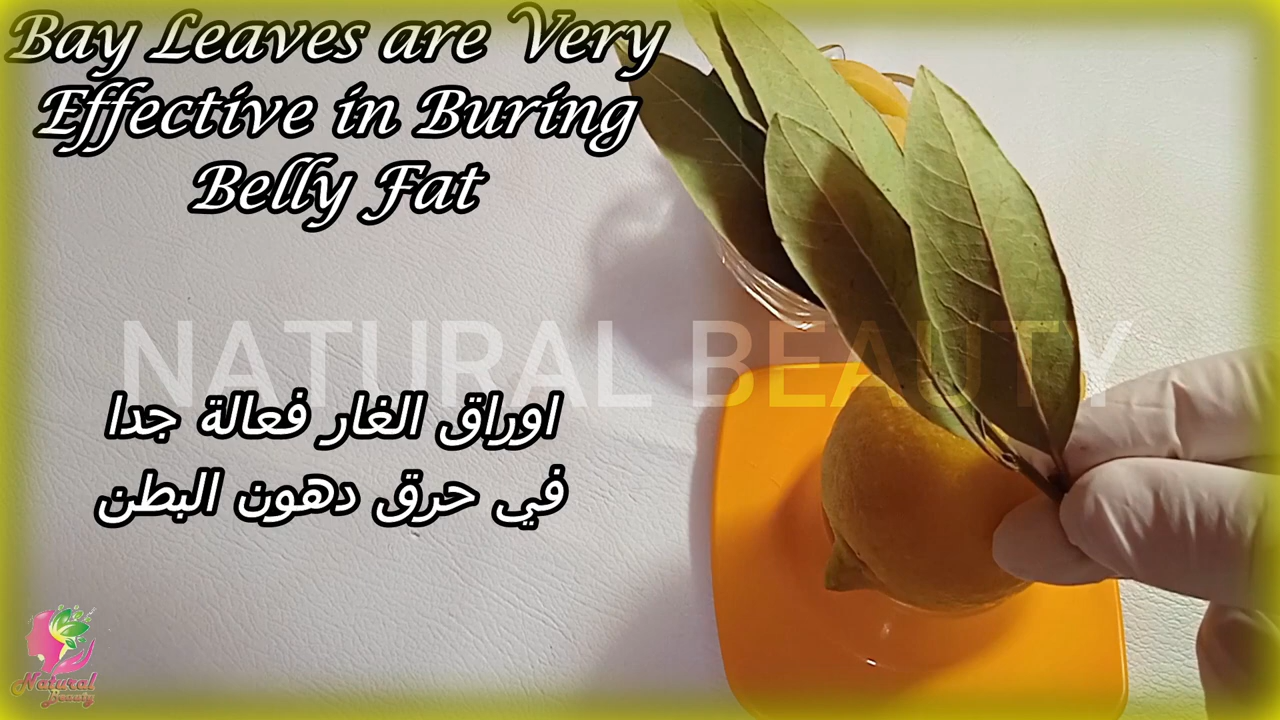 Bay Leaves are Very
Effective in Buring
Belly Fat
NATURAL BEAUTY
اوراق الغار فعالة جدا
في حرق دهون البطن
Natural
Beauty